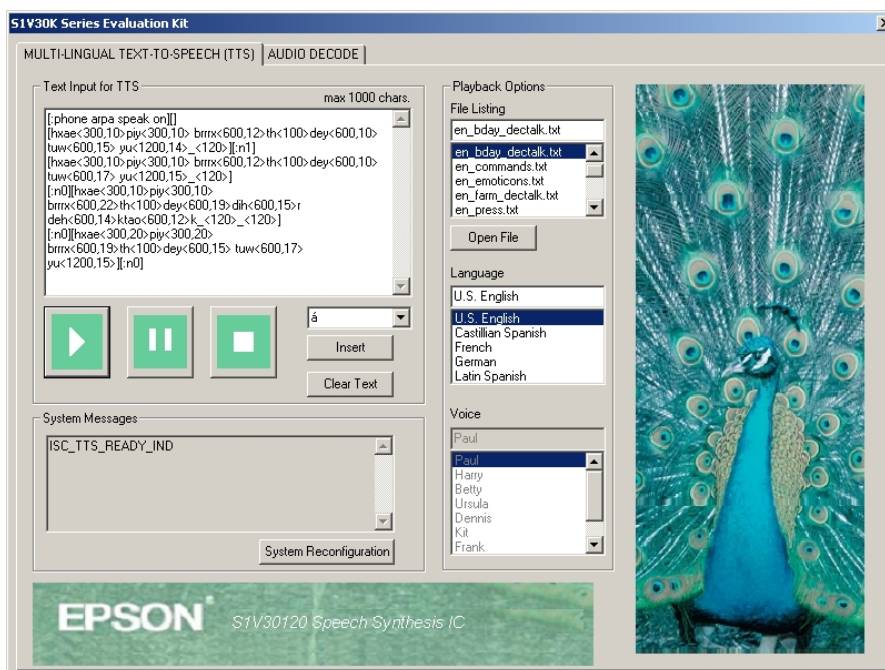 S1V30K Series Evaluation Kit
MULTI-LINGUAL TEXT-TO-SPEECH (TTS)
AUDIO DECODE
Text Input for TTS
max 1000 chars.
[:phone arpa speak on][]
[hxae<300,10>piy<300,10> brrrx<600,12>th<100>dey<600,10>
tuw<600,15> yu<1200,14>_<120>][:n1]
[hxae<300,10>piy<300,10> brrrx<600,12>th<100>dey<600,10>
tuw<600,17> yu<1200,15>_<120>]
[:n0][hxae<300,10>piy<300,10>
brrrx<600,22>th<100>dey<600,19>dih<600,15>r
deh<600,14>ktao<600,12>k_<120>_<120>]
[:n0][hxae<300,20>piy<300,20>
brrrx<600,19>th<100>dey<600,15> tuw<600,17>
yu<1200,15>][:n0]
á
Insert
Clear Text
System Messages
ISC_TTS_READY_IND
System Reconfiguration
Playback Options
File Listing
en_bday_dectalk.txt
en_bday_dectalk.txt
en_commands.txt
en_emoticons.txt
en_farm_dectalk.txt
en_press.txt
Open File
Language
U.S. English
U.S. English
Castillian Spanish
French
German
Latin Spanish
Voice
Paul
Paul
Harry
Betty
Ursula
Dennis
Kit
Frank
EPSON
S1V30120 Speech Synthesis IC